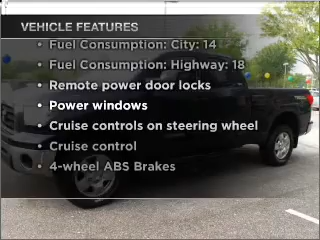 VEHICLE FEATURES
• Fuel Consumption: City: 14
• Fuel Consumption: Highway: 18
• Remote power door locks
• Power windows
• Cruise controls on steering wheel
• Cruise control
• 4-wheel ABS Brakes